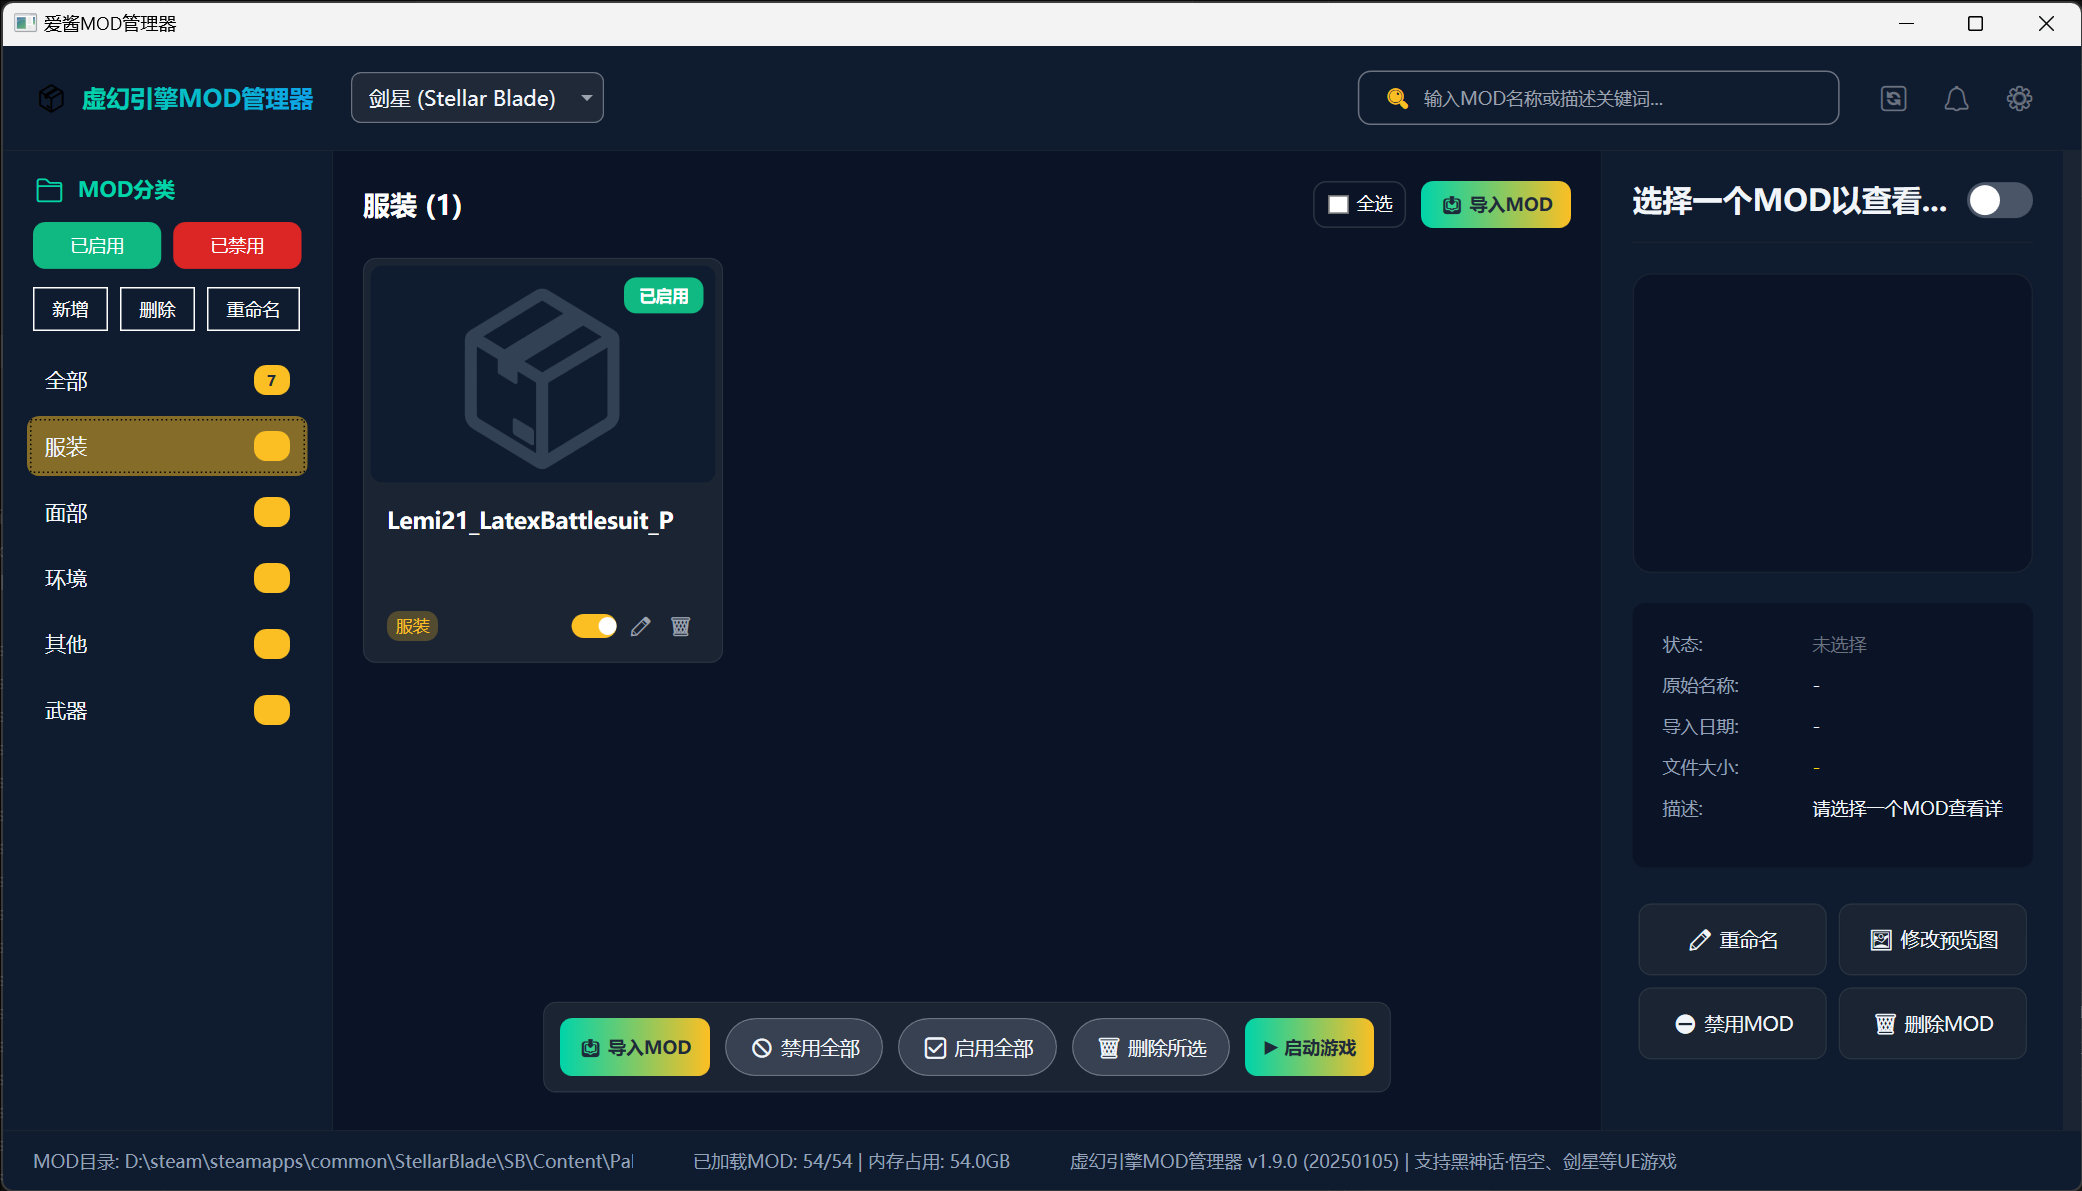 爱酱MOD管理器
虚幻引擎MOD管理器
剑星 (Stellar Blade)
输入MOD名称或描述关键词...
MOD分类
已启用 已禁用
新增 删除 重命名
全部 7
服装
面部
环境
其他
武器
服装 (1)
全选
导入MOD
已启用
Lemi21_LatexBattlesuit_P
服装
导入MOD 禁用全部 启用全部 删除所选 启动游戏
选择一个MOD以查看...
状态: 未选择
原始名称: -
导入日期: -
文件大小: -
描述: 请选择一个MOD查看详
重命名 修改预览图
禁用MOD 删除MOD
MOD目录: D:\steam\steamapps\common\StellarBlade\SB\Content\Pal
已加载MOD: 54/54 | 内存占用: 54.0GB
虚幻引擎MOD管理器 v1.9.0 (20250105) | 支持黑神话·悟空、剑星等UE游戏